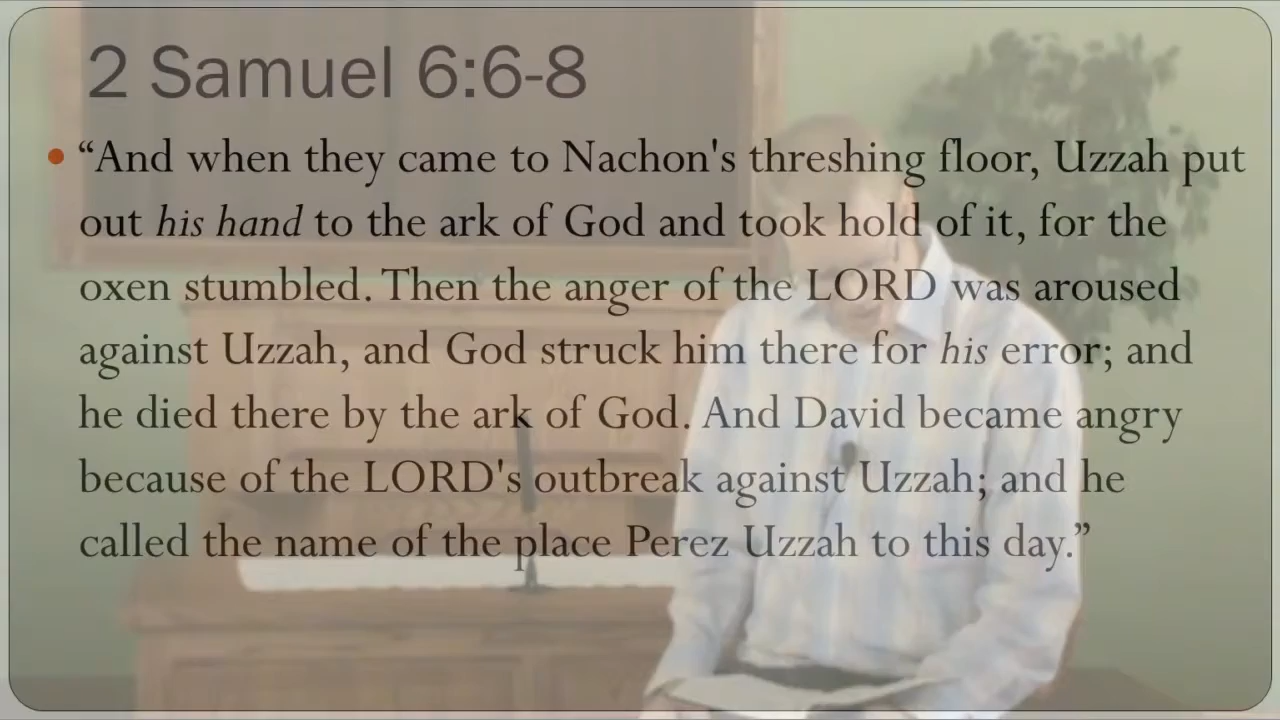 2 Samuel 6:6-8
• “And when they came to Nachon's threshing floor, Uzzah put
out his hand to the ark of God and took hold of it, for the
oxen stumbled. Then the anger of the LORD was aroused
against Uzzah, and God struck him there for his error; and
he died there by the ark of God. And David became angry
because of the LORD's outbreak against Uzzah; and he
called the name of the place Perez Uzzah to this day.”